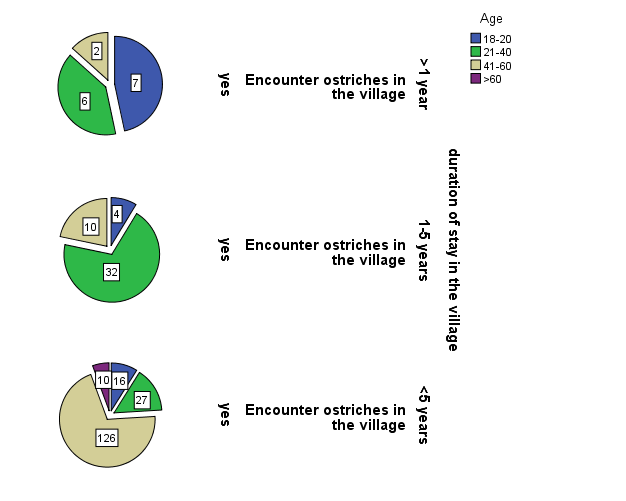 Age
18-20
21-40
41-60
>60
2
7
6
yes
Encounter ostriches in
the village
> 1 year
4
10
32
yes
Encounter ostriches in
the village
1-5 years
duration of stay in the village
10
16
27
126
yes
Encounter ostriches in
the village
<5 years